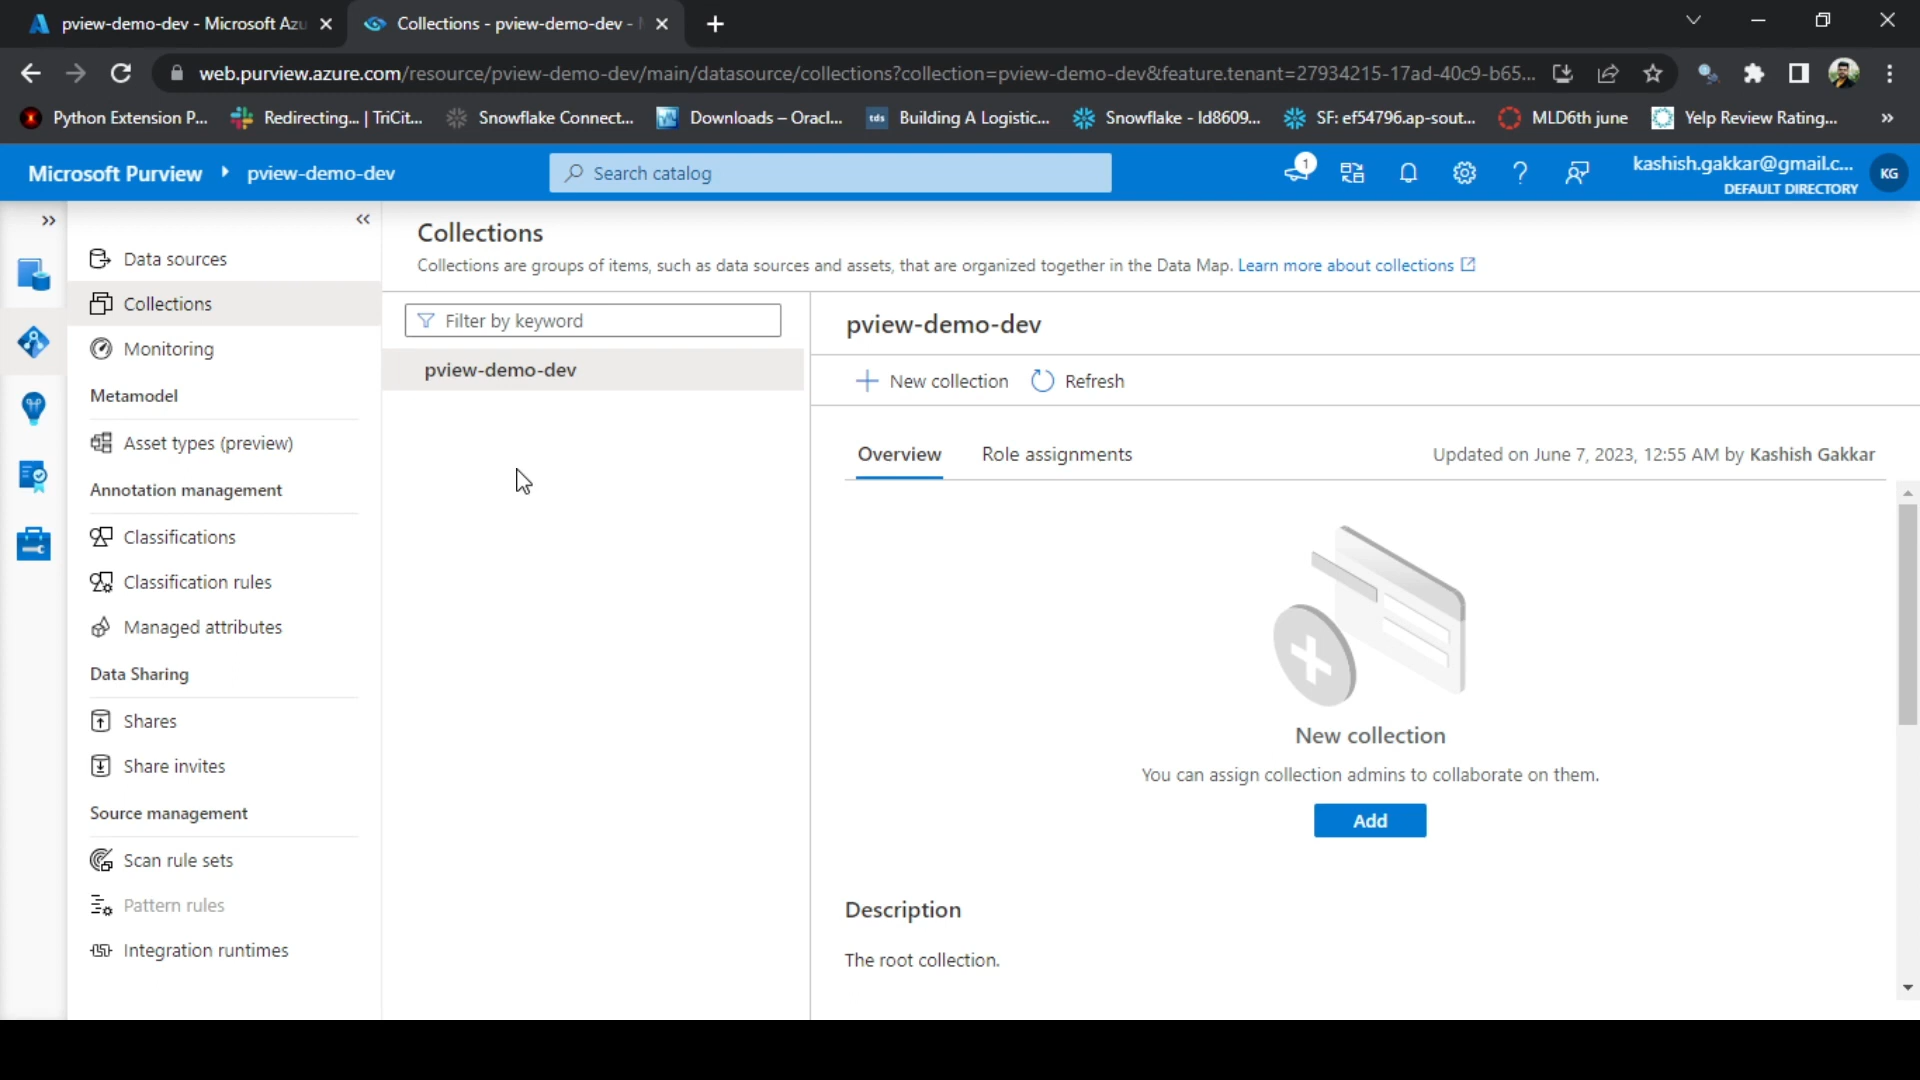 pview-demo-dev - Microsoft Azu
Collections - pview-demo-dev -
web.purview.azure.com/resource/pview-demo-dev/main/datasource/collections?collection=pview-demo-dev&feature.tenant=27934215-17ad-40c9-b65...
Python Extension P...
Redirecting... | TriCit...
Snowflake Connect...
Downloads – Oracl...
tds
Building A Logistic...
Snowflake - Id8609...
SF: ef54796.ap-sout...
MLD6th june
Yelp Review Rating...
»
Microsoft Purview
pview-demo-dev
Search catalog
1
kashish.gakkar@gmail.c...
DEFAULT DIRECTORY
KG
Data sources
Collections
Monitoring
Metamodel
Asset types (preview)
Annotation management
Classifications
Classification rules
Managed attributes
Data Sharing
Shares
Share invites
Source management
Scan rule sets
Pattern rules
Integration runtimes
Collections
Collections are groups of items, such as data sources and assets, that are organized together in the Data Map. Learn more about collections
Filter by keyword
pview-demo-dev
pview-demo-dev
New collection
Refresh
Overview
Role assignments
Updated on June 7, 2023, 12:55 AM by Kashish Gakkar
New collection
You can assign collection admins to collaborate on them.
Add
Description
The root collection.